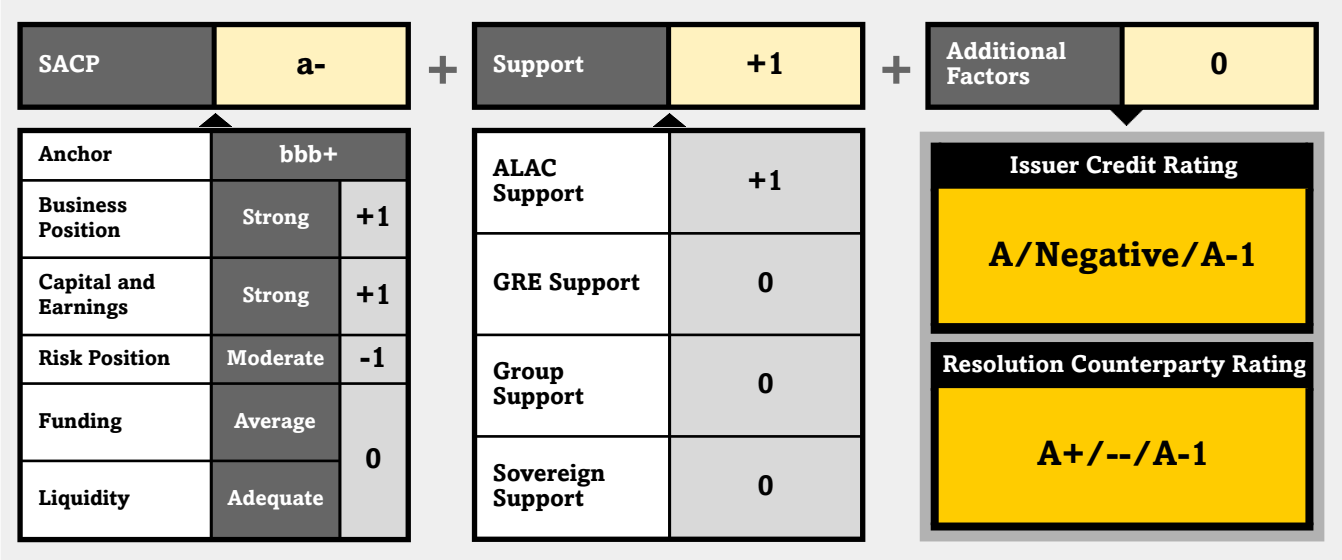 SACP
a-
+
Support
+1
+
Additional
Factors
0
Anchor
bbb+
Business
Position
Strong
+1
Capital and
Earnings
Strong
+1
Risk Position
Moderate
-1
Funding
Average
0
Liquidity
Adequate
ALAC
Support
+1
GRE Support
0
Group
Support
0
Sovereign
Support
0
Issuer Credit Rating
A/Negative/A-1
Resolution Counterparty Rating
A+/--/A-1